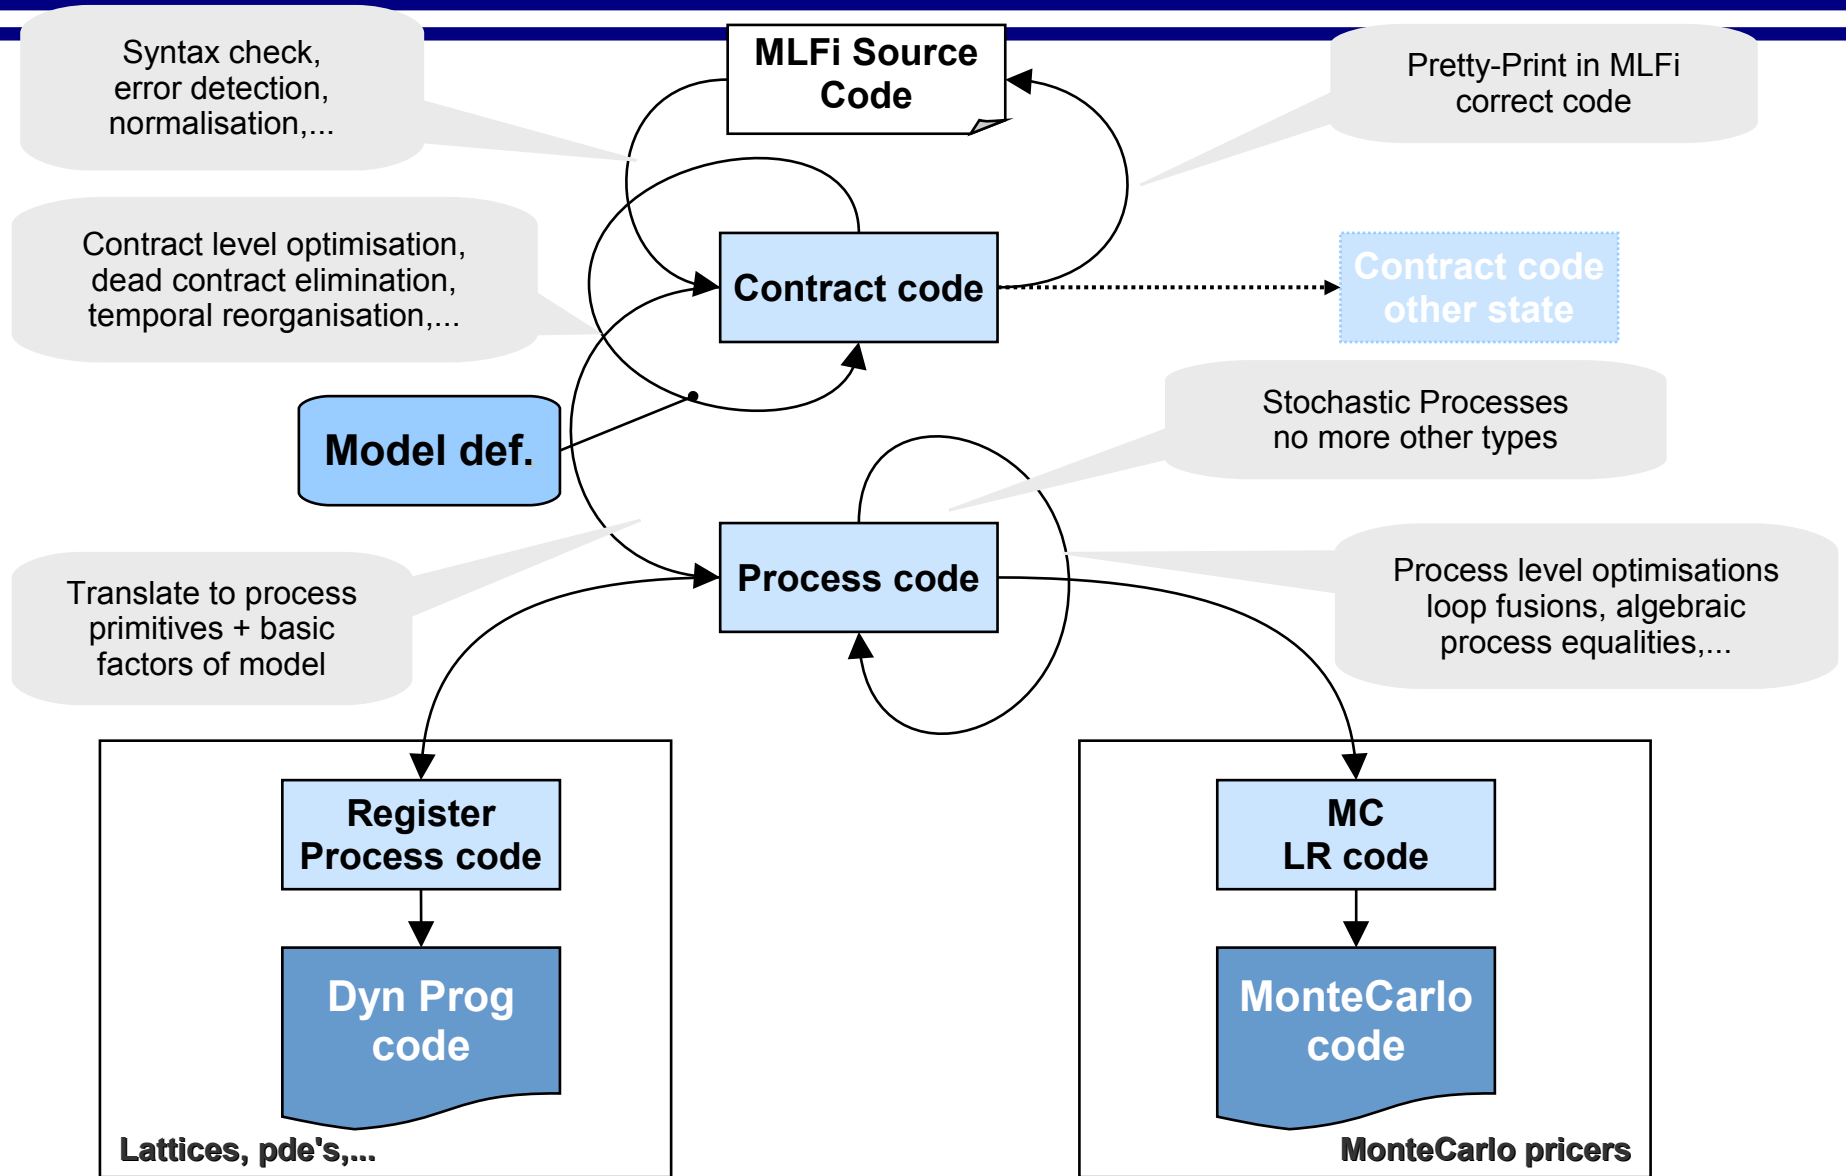 Syntax check,
error detection,
normalisation,...
MLFi Source
Code
Pretty-Print in MLFi
correct code
Contract level optimisation,
dead contract elimination,
temporal reorganisation,...
Contract code
Contract code
other state
Model def.
Stochastic Processes
no more other types
Translate to process
primitives + basic
factors of model
Process code
Process level optimisations
loop fusions, algebraic
process equalities,...
Register
Process code
MC
LR code
Dyn Prog
code
MonteCarlo
code
Lattices, pde's,...
MonteCarlo pricers